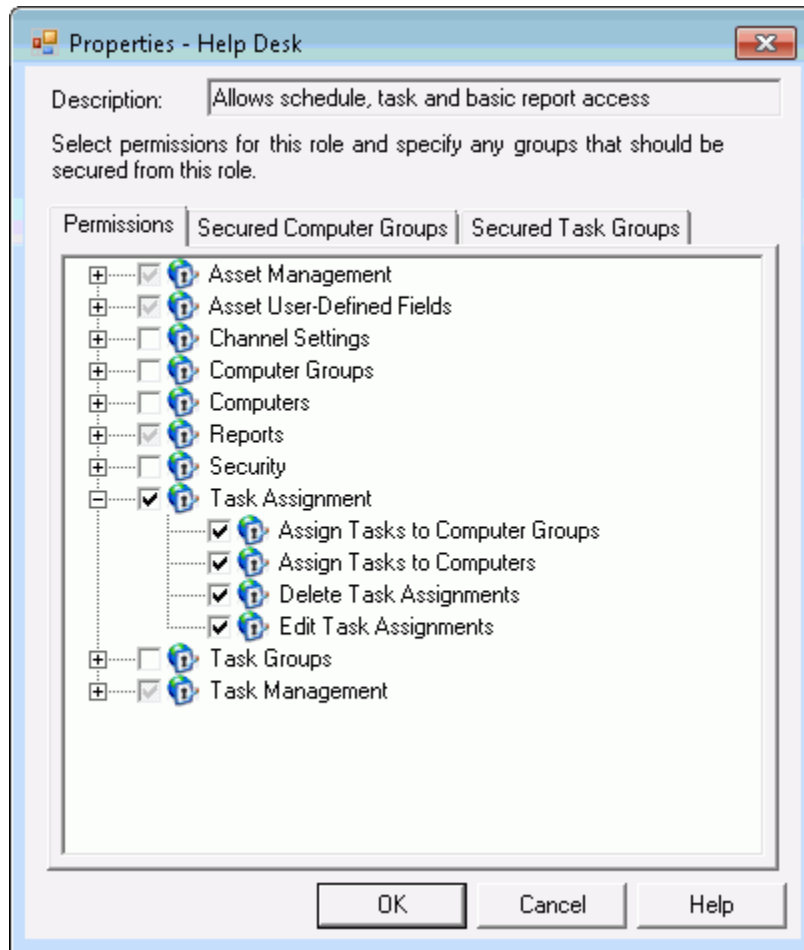 Properties - Help Desk
Description: Allows schedule, task and basic report access
Select permissions for this role and specify any groups that should be
secured from this role.
Permissions Secured Computer Groups Secured Task Groups
Asset Management
Asset User-Defined Fields
Channel Settings
Computer Groups
Computers
Reports
Security
Task Assignment
Assign Tasks to Computer Groups
Assign Tasks to Computers
Delete Task Assignments
Edit Task Assignments
Task Groups
Task Management
OK Cancel Help